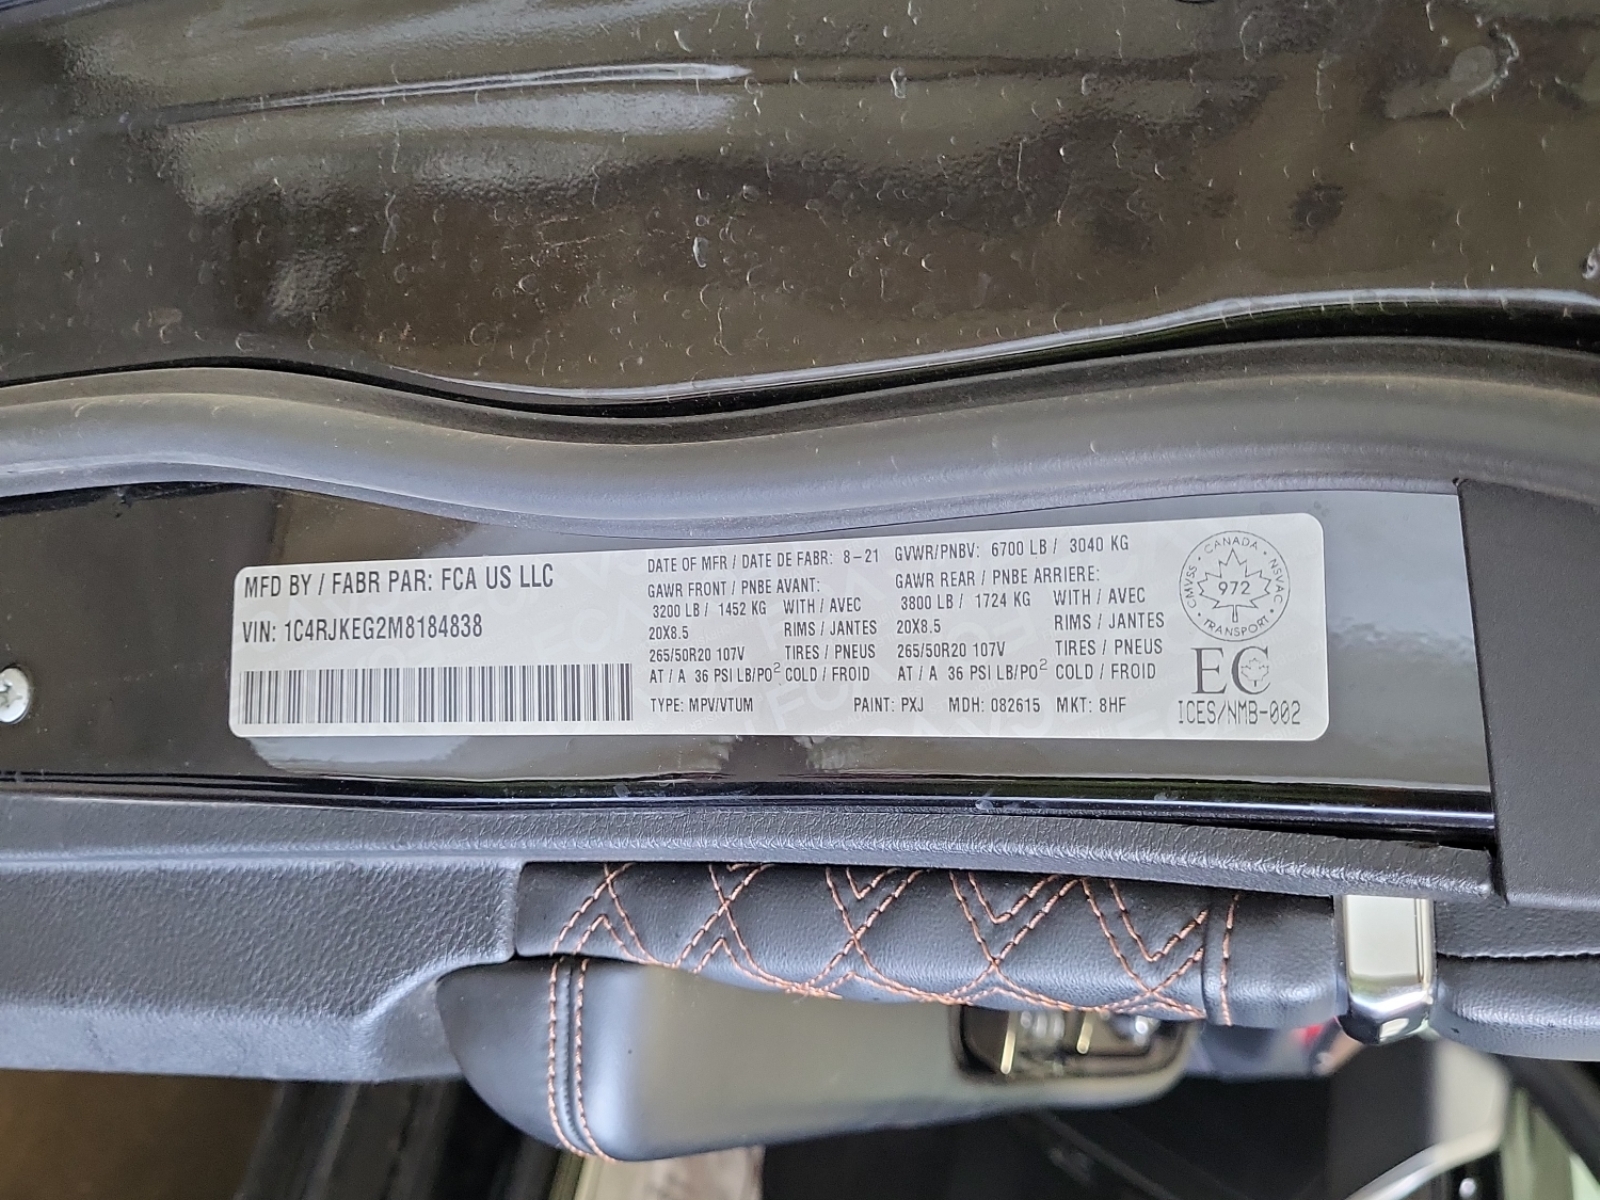 MFD BY / FABR PAR: FCA US LLC
VIN: 1C4RJKEG2M8184838
DATE OF MFR / DATE DE FABR: 8-21
GVWR/PNBV: 6700 LB / 3040 KG
GAWR FRONT / PNBE AVANT:
3200 LB / 1452 KG WITH / AVEC
20X8.5 RIMS / JANTES
265/50R20 107V TIRES / PNEUS
AT / A 36 PSI LB/PO² COLD / FROID
GAWR REAR / PNBE ARRIERE:
3800 LB / 1724 KG WITH / AVEC
20X8.5 RIMS / JANTES
265/50R20 107V TIRES / PNEUS
AT / A 36 PSI LB/PO² COLD / FROID
TYPE: MPV/VTUM PAINT: PXJ MDH: 082615 MKT: 8HF
CANADA
CMVSS
NSVAC
972
TRANSPORT
EC
ICES/NMB-002